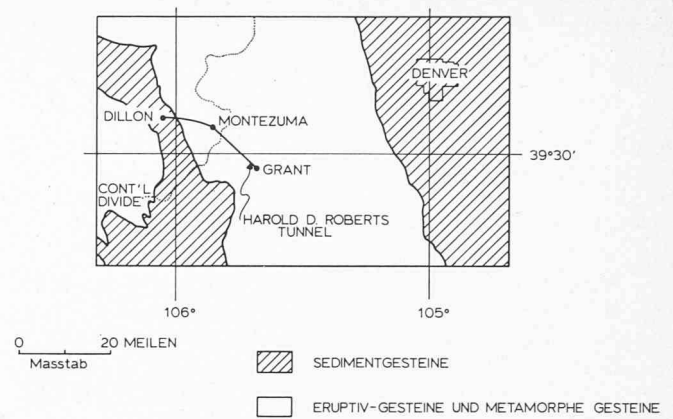 DENVER
DILLON
MONTEZUMA
39°30'
GRANT
CONT'L
DIVIDE
HAROLD D. ROBERTS
TUNNEL
106°
105°
0 20 MEILEN
Masstab
SEDIMENTGESTEINE
ERUPTIV-GESTEINE UND METAMORPHE GESTEINE